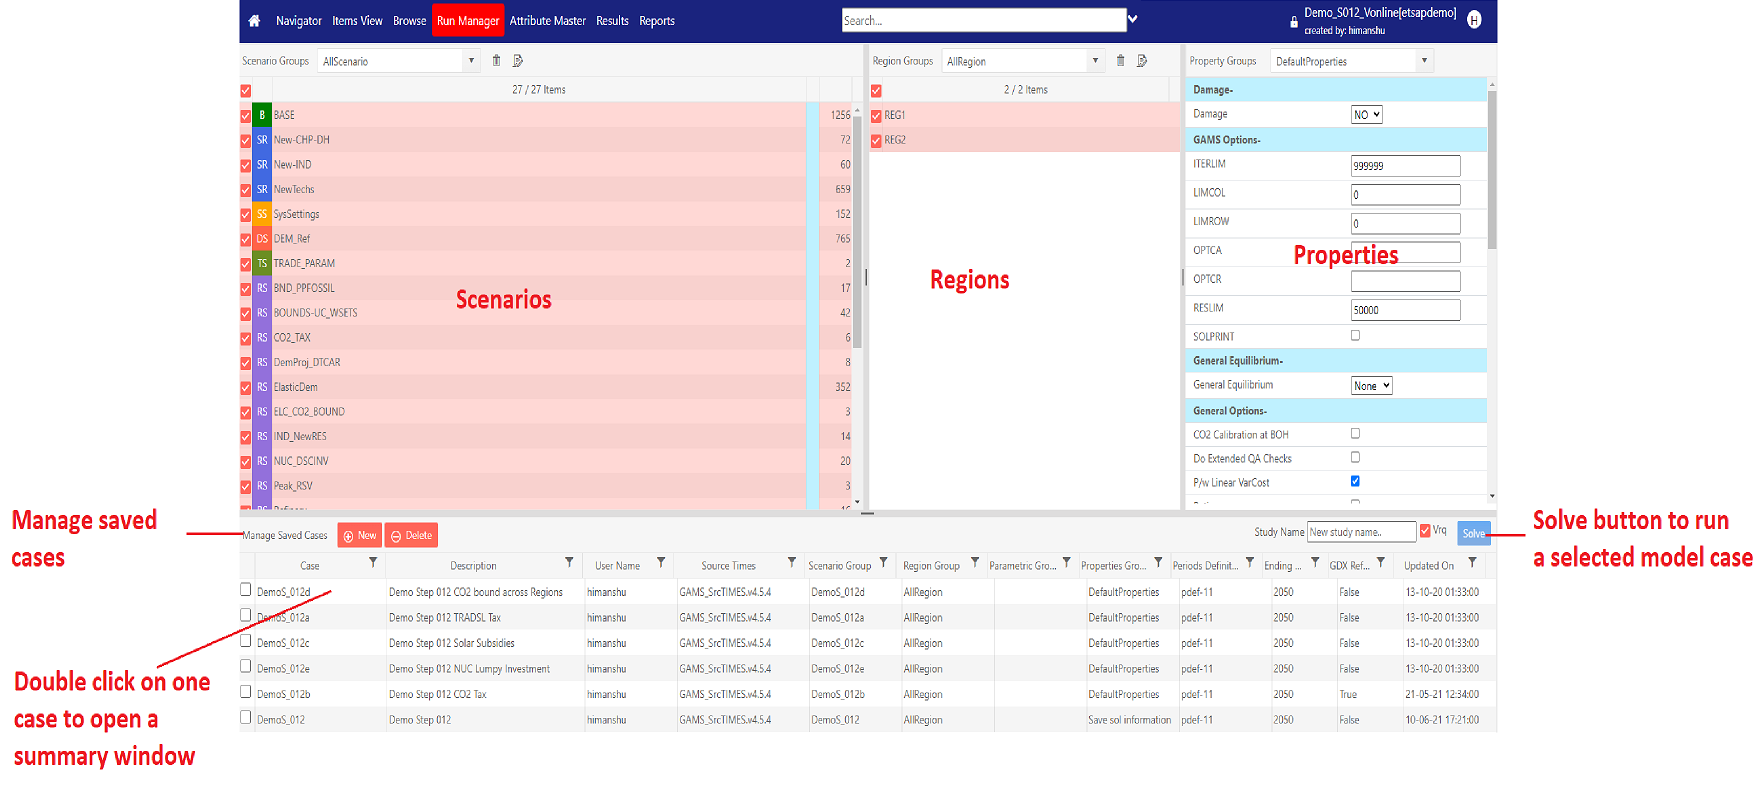 Navigator Items View Browse Run Manager Attribute Master Results Reports
Search...
Demo_S012_Vonline[etsapdemo]
created by: himanshu
H
Scenario Groups AllScenario
Region Groups AllRegion
Property Groups DefaultProperties
27 / 27 Items
B BASE 1256
SR New-CHP-DH 72
SR New-IND 60
SR NewTechs 659
SS SysSettings 152
DS DEM_Ref 765
TS TRADE_PARAM 2
RS BND_PPFOSSIL 17
RS BOUNDS-UC_WSETS 42
RS CO2_TAX 6
RS DemProj_DTCAR 8
RS ElasticDem 352
RS ELC_CO2_BOUND 3
RS IND_NewRES 14
RS NUC_DSCINV 20
RS Peak_RSV 3
Scenarios
2 / 2 Items
REG1
REG2
Regions
Damage-
Damage NO
GAMS Options-
ITERLIM 999999
LIMCOL 0
LIMROW 0
OPTCA
OPTCR
RESLIM 50000
SOLPRINT
General Equilibrium-
General Equilibrium None
General Options-
CO2 Calibration at BOH
Do Extended QA Checks
P/w Linear VarCost
Properties
Manage saved
cases
Manage Saved Cases New Delete
Study Name New study name.. Vrq Solve
Solve button to run
a selected model case
Case Description User Name Source Times Scenario Group Region Group Parametric Gro... Properties Gro... Periods Definit... Ending ... GDX Ref... Updated On
DemoS_012d Demo Step 012 CO2 bound across Regions himanshu GAMS_SrcTIMES.v4.5.4 DemoS_012d AllRegion DefaultProperties pdef-11 2050 False 13-10-20 01:33:00
DemoS_012a Demo Step 012 TRADSL Tax himanshu GAMS_SrcTIMES.v4.5.4 DemoS_012a AllRegion DefaultProperties pdef-11 2050 False 13-10-20 01:33:00
DemoS_012c Demo Step 012 Solar Subsidies himanshu GAMS_SrcTIMES.v4.5.4 DemoS_012c AllRegion DefaultProperties pdef-11 2050 False 13-10-20 01:33:00
DemoS_012e Demo Step 012 NUC Lumpy Investment himanshu GAMS_SrcTIMES.v4.5.4 DemoS_012e AllRegion DefaultProperties pdef-11 2050 False 13-10-20 01:33:00
DemoS_012b Demo Step 012 CO2 Tax himanshu GAMS_SrcTIMES.v4.5.4 DemoS_012b AllRegion DefaultProperties pdef-11 2050 True 21-05-21 12:34:00
DemoS_012 Demo Step 012 himanshu GAMS_SrcTIMES.v4.5.4 DemoS_012 AllRegion Save sol information pdef-11 2050 False 10-06-21 17:21:00
Double click on one
case to open a
summary window